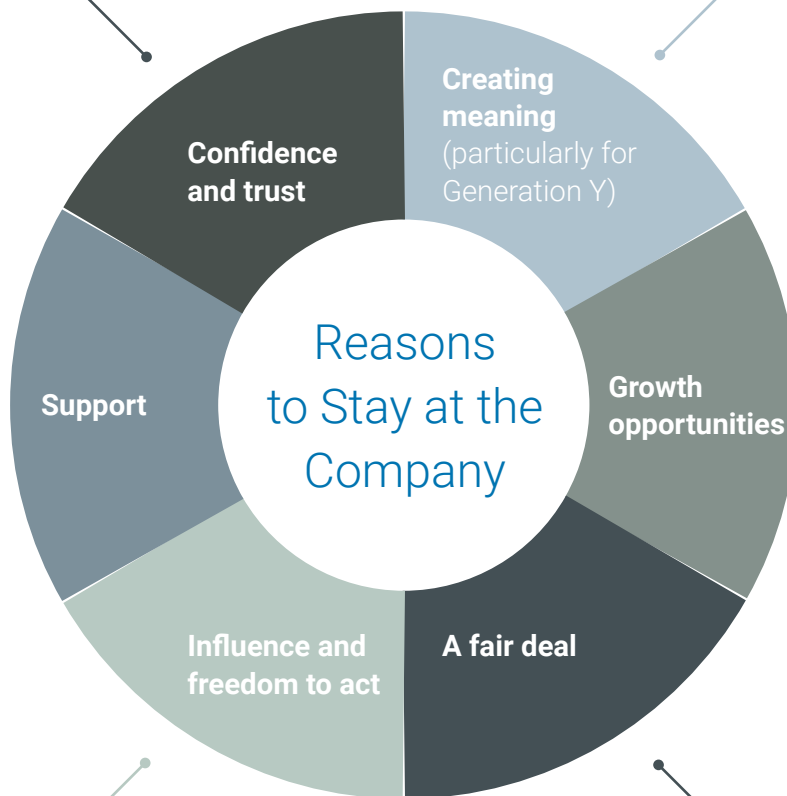 Creating
meaning
(particularly for
Generation Y)
Confidence
and trust
Reasons
to Stay at the
Company
Growth
opportunities
Support
Influence and
freedom to act
A fair deal